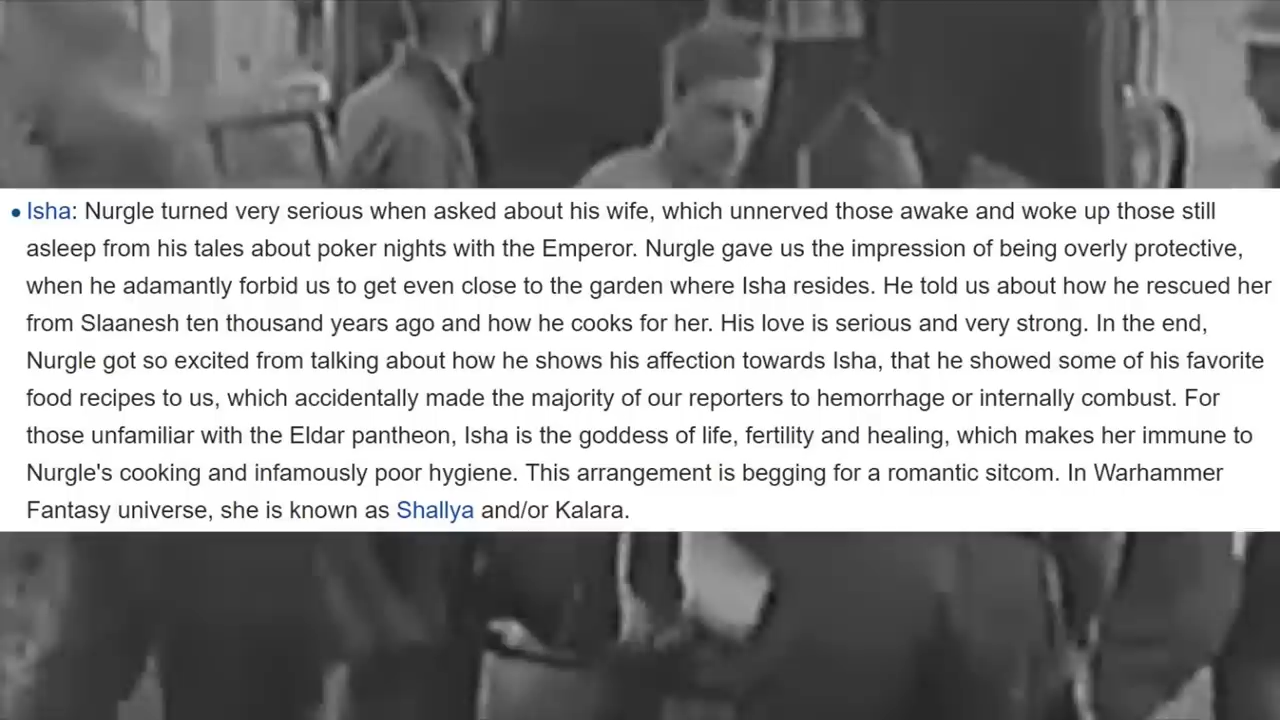 • Isha: Nurgle turned very serious when asked about his wife, which unnerved those awake and woke up those still
asleep from his tales about poker nights with the Emperor. Nurgle gave us the impression of being overly protective,
when he adamantly forbid us to get even close to the garden where Isha resides. He told us about how he rescued her
from Slaanesh ten thousand years ago and how he cooks for her. His love is serious and very strong. In the end,
Nurgle got so excited from talking about how he shows his affection towards Isha, that he showed some of his favorite
food recipes to us, which accidentally made the majority of our reporters to hemorrhage or internally combust. For
those unfamiliar with the Eldar pantheon, Isha is the goddess of life, fertility and healing, which makes her immune to
Nurgle's cooking and infamously poor hygiene. This arrangement is begging for a romantic sitcom. In Warhammer
Fantasy universe, she is known as Shallya and/or Kalara.